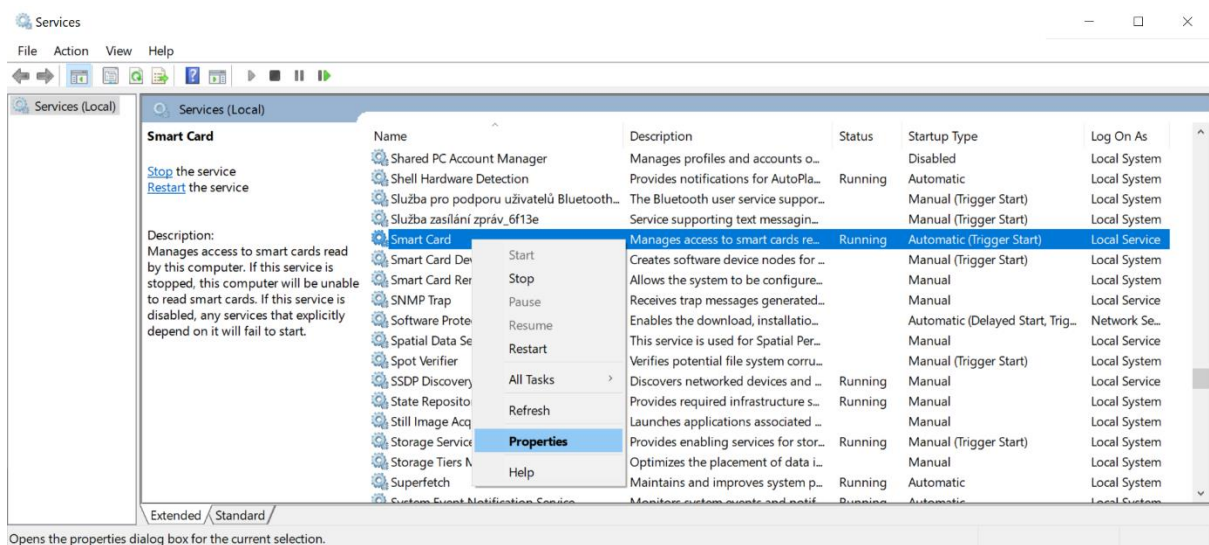 Services
File Action View Help
Services (Local)
Services (Local)
Smart Card
Stop the service
Restart the service
Description:
Manages access to smart cards read
by this computer. If this service is
stopped, this computer will be unable
to read smart cards. If this service is
disabled, any services that explicitly
depend on it will fail to start.
Name Description Status Startup Type Log On As
Shared PC Account Manager Manages profiles and accounts o... Disabled Local System
Shell Hardware Detection Provides notifications for AutoPla... Running Automatic Local System
Služba pro podporu uživatelů Bluetooth... The Bluetooth user service suppor... Manual (Trigger Start) Local System
Služba zasílání zpráv_6f13e Service supporting text messagin... Manual (Trigger Start) Local System
Smart Card Manages access to smart cards re... Running Automatic (Trigger Start) Local Service
Smart Card Dev Creates software device nodes for ... Manual (Trigger Start) Local System
Smart Card Rem Allows the system to be configure... Manual Local System
SNMP Trap Receives trap messages generated... Manual Local Service
Software Prote Enables the download, installatio... Automatic (Delayed Start, Trig... Network Se...
Spatial Data Se This service is used for Spatial Per... Manual Local Service
Spot Verifier Verifies potential file system corru... Manual (Trigger Start) Local System
SSDP Discovery Discovers networked devices and ... Running Manual Local Service
State Reposito Provides required infrastructure s... Running Manual Local System
Still Image Acq Launches applications associated ... Manual Local System
Storage Service Provides enabling services for stor... Running Manual (Trigger Start) Local System
Storage Tiers M Optimizes the placement of data i... Manual Local System
Superfetch Maintains and improves system p... Running Automatic Local System
System Event Notification Service Monitors system events and notif... Running Automatic Local System
Start
Stop
Pause
Resume
Restart
All Tasks
Refresh
Properties
Help
Extended Standard
Opens the properties dialog box for the current selection.